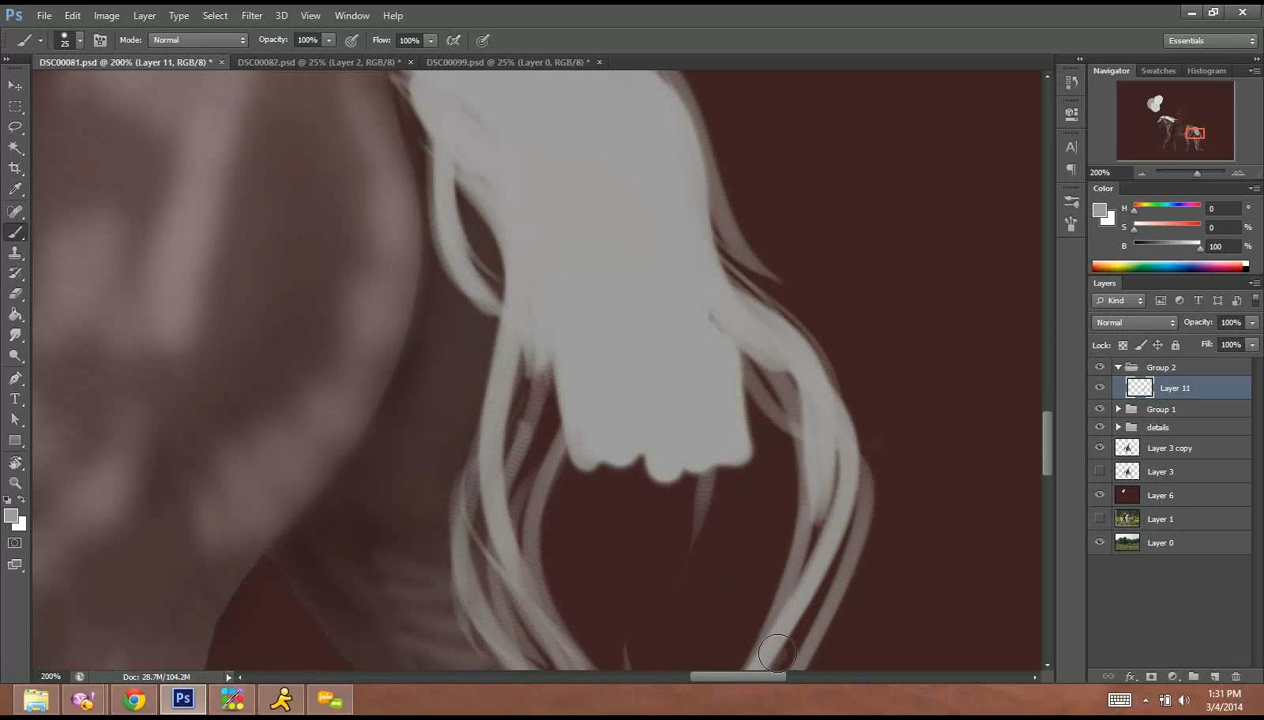 Ps File Edit Image Layer Type Select Filter 3D View Window Help
25 Mode: Normal Opacity: 100% Flow: 100% Essentials
DSC00081.psd @ 200% (Layer 11, RGB/8) * × DSC00082.psd @ 25% (Layer 2, RGB/8) * × DSC00099.psd @ 25% (Layer 0, RGB/8) * ×
Navigator Swatches Histogram
200%
Color
H 0 °
S 0 %
B 100 %
Layers
Kind
Normal Opacity: 100%
Lock: Fill: 100%
Group 2
Layer 11
Group 1
details
Layer 3 copy
Layer 3
Layer 6
Layer 1
Layer 0
200% Doc: 28.7M/104.2M
fx
Ps
1:31 PM
3/4/2014